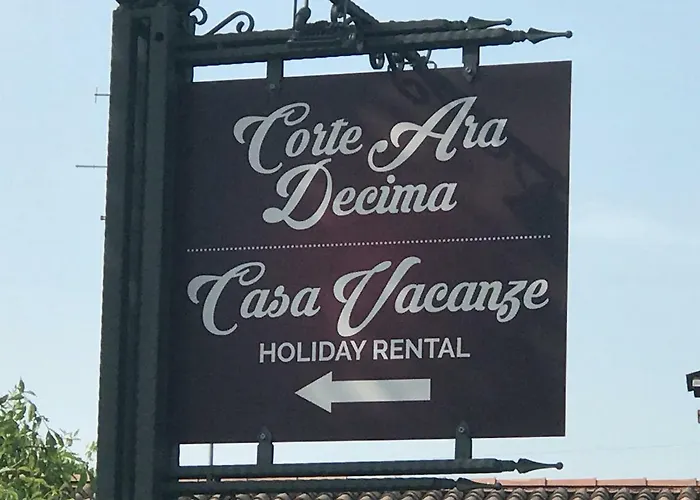 Corte Ara
Decima
Casa Vacanze
HOLIDAY RENTAL